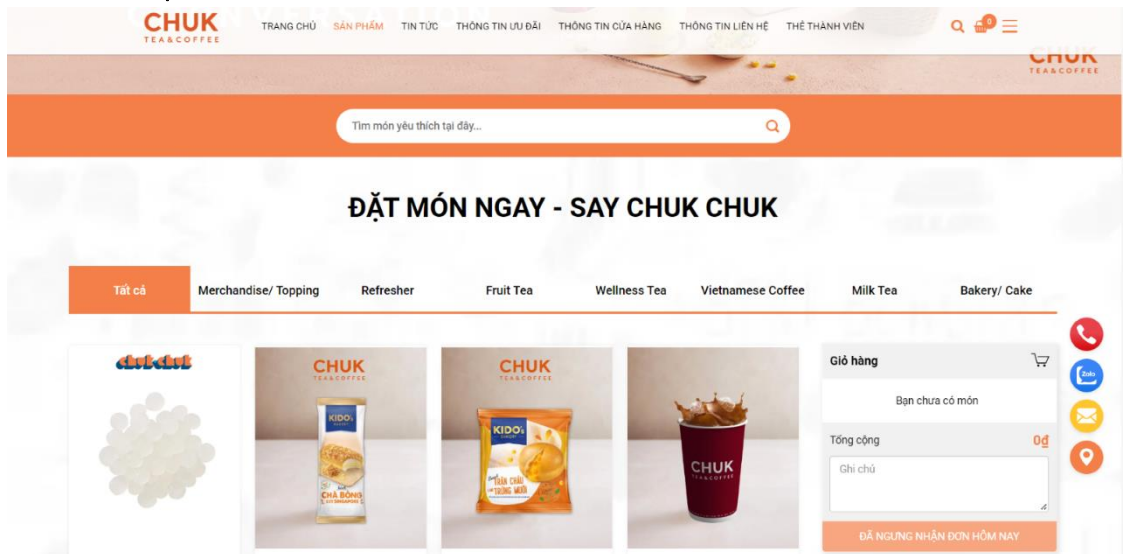 CHUK
TEA&COFFEE
TRANG CHỦ
SẢN PHẨM
TIN TỨC
THÔNG TIN ƯU ĐÃI
THÔNG TIN CỬA HÀNG
THÔNG TIN LIÊN HỆ
THẺ THÀNH VIÊN
0
CHUK
TEA&COFFEE
Tìm món yêu thích tại đây...
ĐẶT MÓN NGAY - SAY CHUK CHUK
Tất cả
Merchandise/ Topping
Refresher
Fruit Tea
Wellness Tea
Vietnamese Coffee
Milk Tea
Bakery/ Cake
chuk chuk
CHUK
TEA&COFFEE
KIDO's
BAKERY
CHÀ BÔNG
CHUK
TEA&COFFEE
KIDO's
BAKERY
TRÂN CHÂU
TRỨNG MUỐI
CHUK
TEA&COFFEE
Giỏ hàng
Bạn chưa có món
Tổng cộng
0₫
Ghi chú
ĐÃ NGƯNG NHẬN ĐƠN HÔM NAY
Zalo